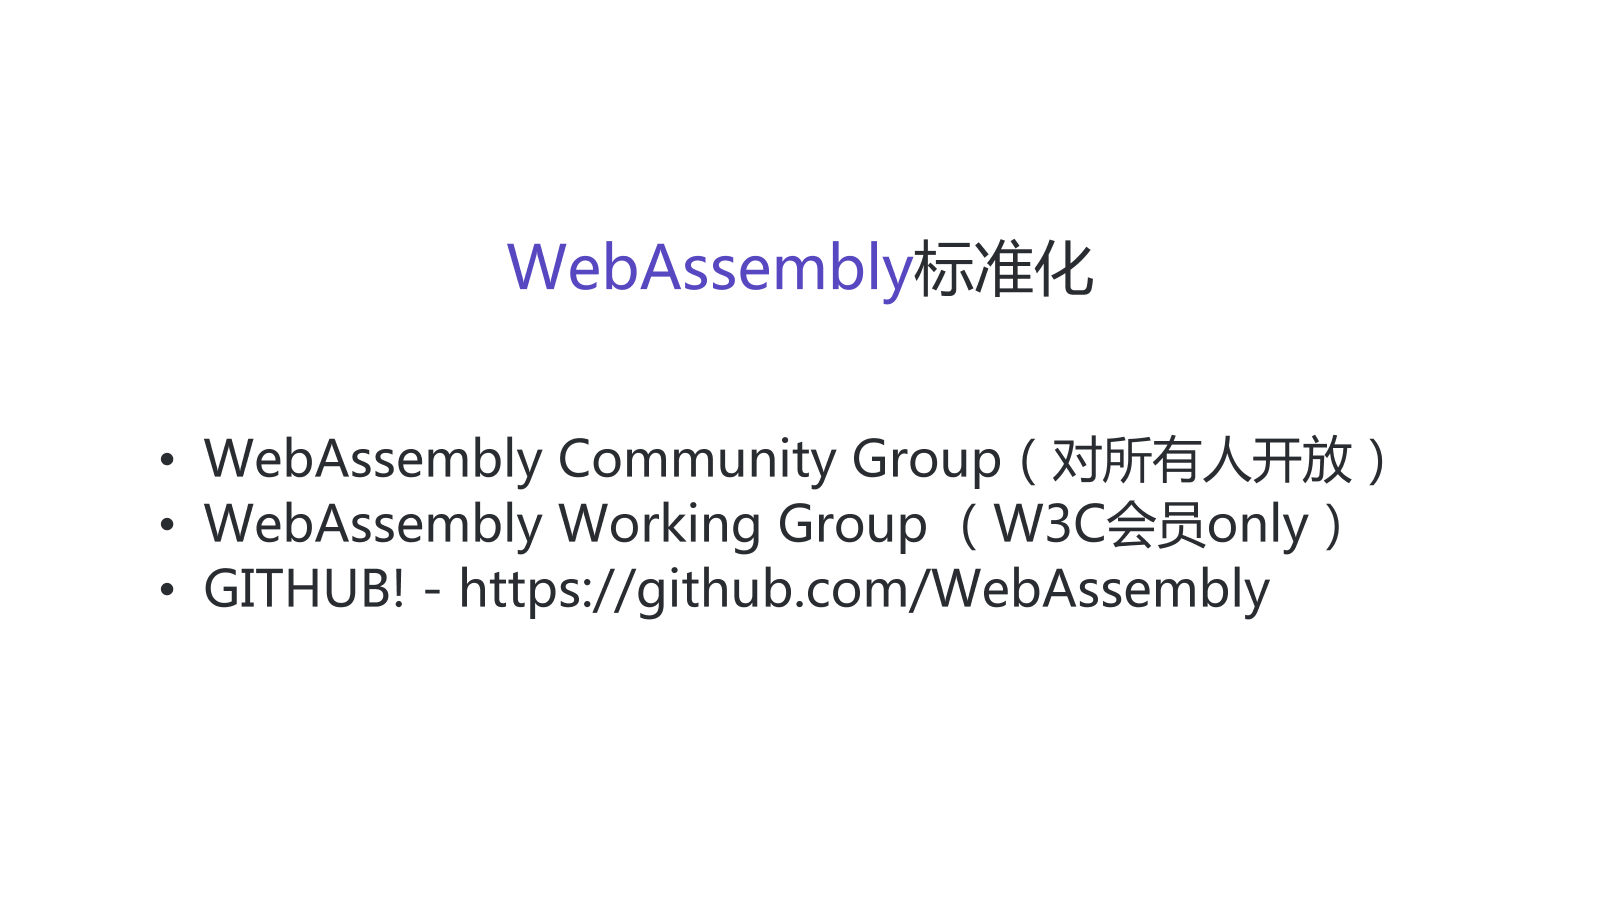 WebAssembly标准化
• WebAssembly Community Group（对所有人开放）
• WebAssembly Working Group （W3C会员only）
• GITHUB! - https://github.com/WebAssembly